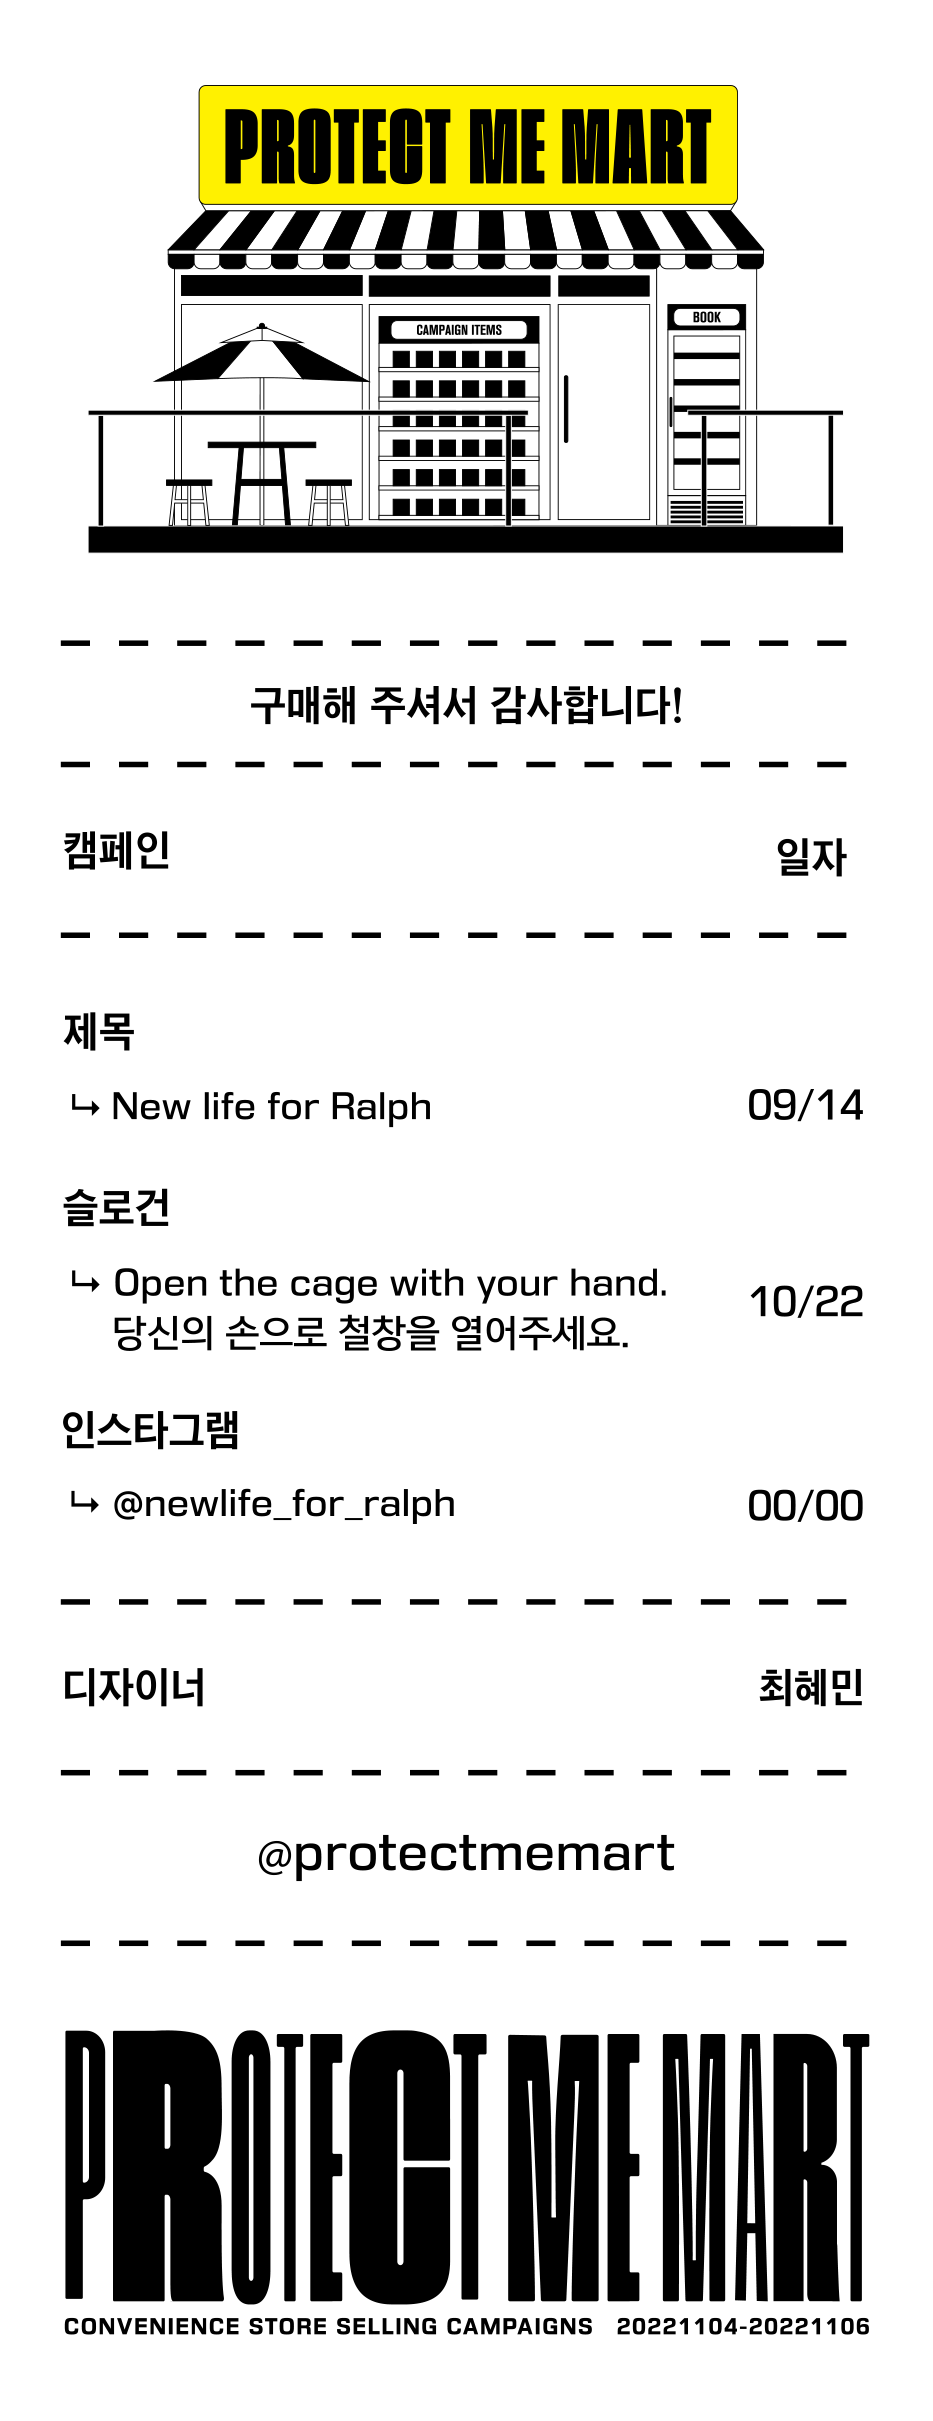 PROTECT ME MART
CAMPAIGN ITEMS
BOOK
구매해 주셔서 감사합니다!
캠페인 일자
제목
↳ New life for Ralph 09/14
슬로건
↳ Open the cage with your hand. 10/22
당신의 손으로 철창을 열어주세요.
인스타그램
↳ @newlife_for_ralph 00/00
디자이너 최혜민
@protectmemart
PROTECT ME MART
CONVENIENCE STORE SELLING CAMPAIGNS 20221104-20221106